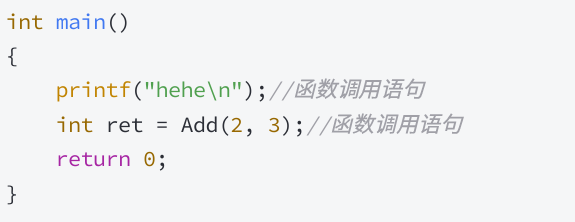 int main()
{
    printf("hehe\n");//函数调用语句
    int ret = Add(2, 3);//函数调用语句
    return 0;
}